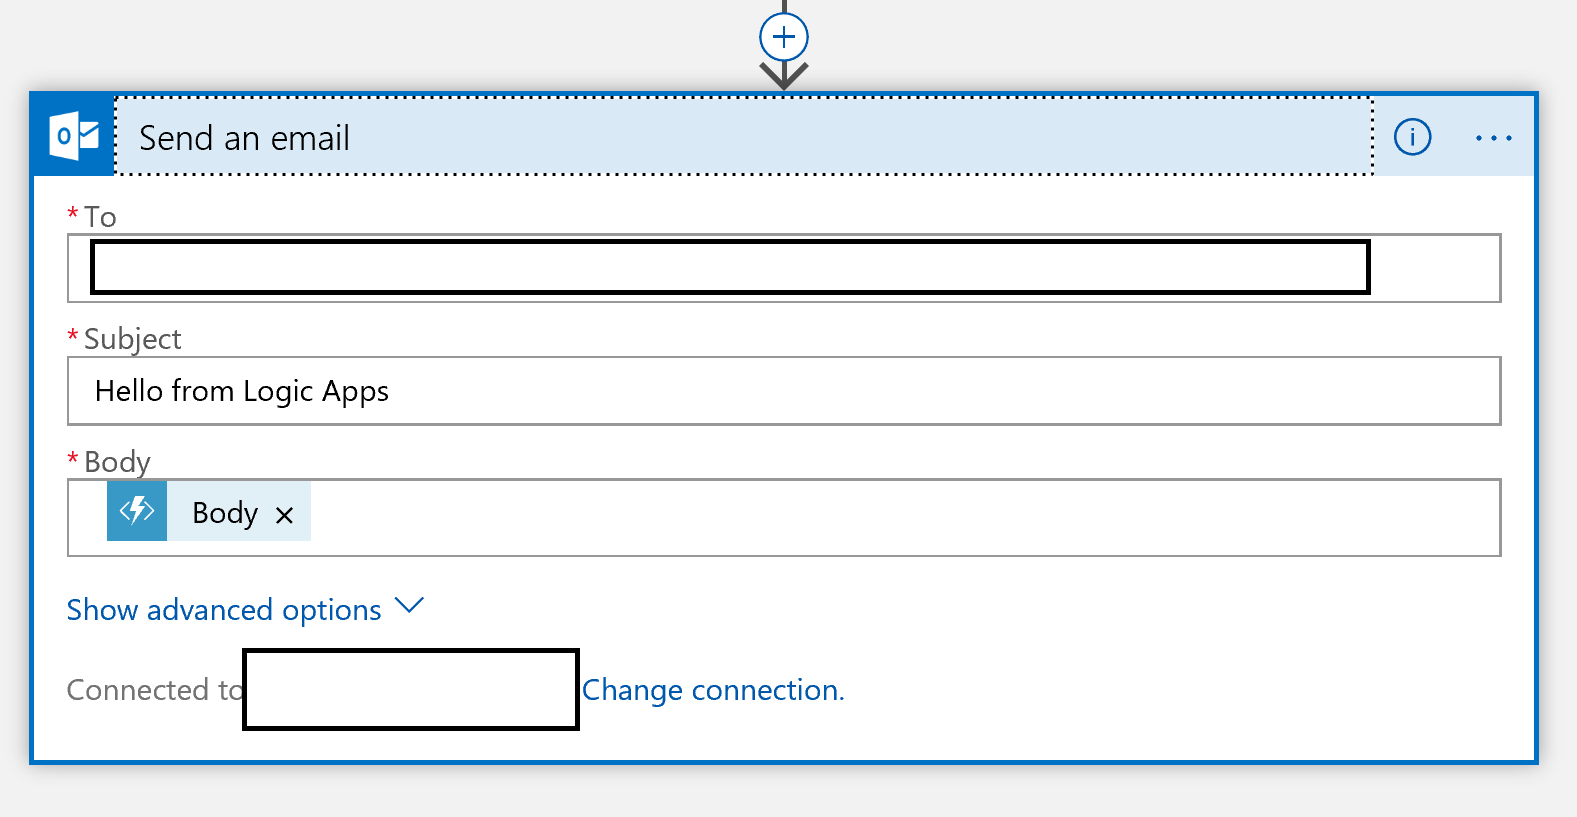 Send an email
* To
* Subject
Hello from Logic Apps
* Body
Body ×
Show advanced options
Connected to Change connection.